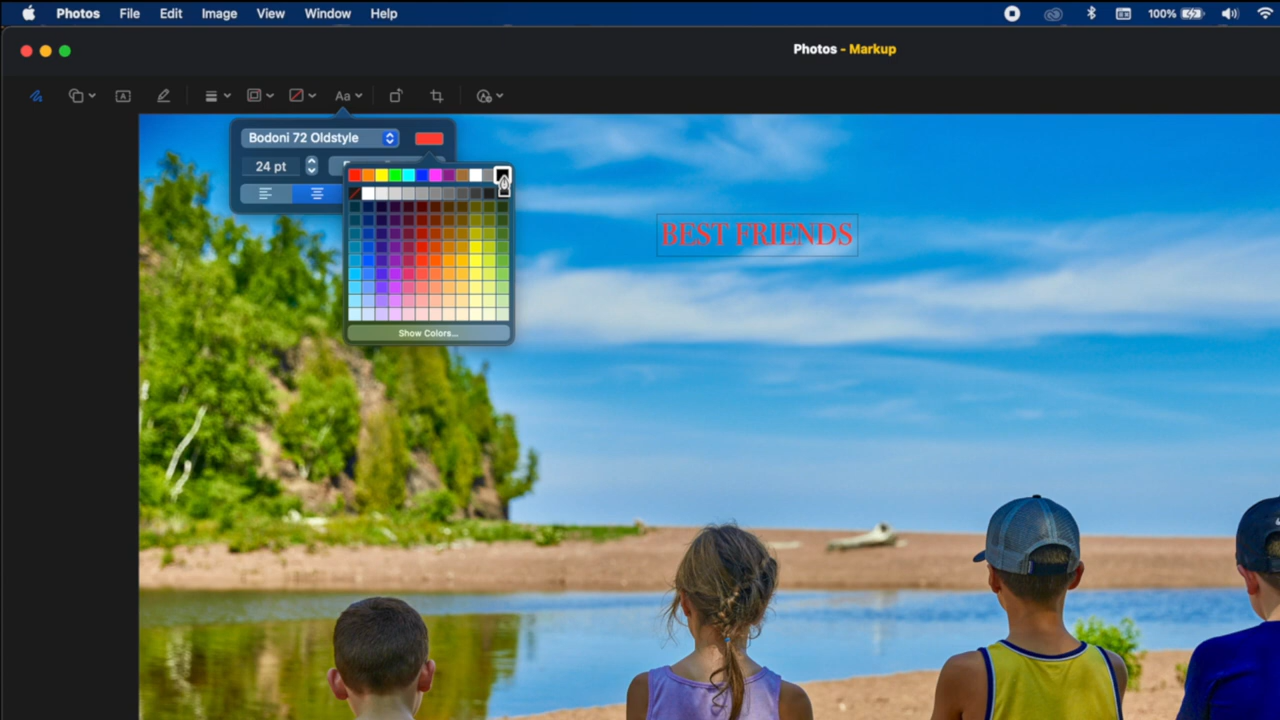 Photos File Edit Image View Window Help 100%
Photos - Markup
A Aa
Bodoni 72 Oldstyle
24 pt
BEST FRIENDS
Show Colors...